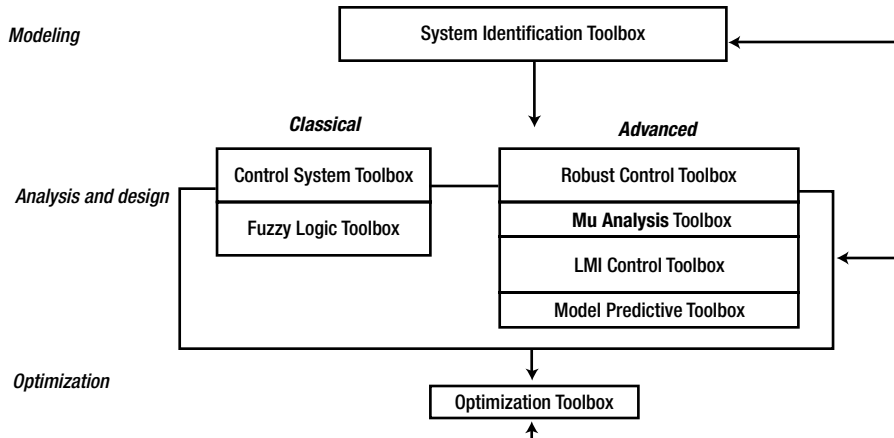 Modeling
System Identification Toolbox
Classical
Advanced
Control System Toolbox
Robust Control Toolbox
Analysis and design
Mu Analysis Toolbox
Fuzzy Logic Toolbox
LMI Control Toolbox
Model Predictive Toolbox
Optimization
Optimization Toolbox